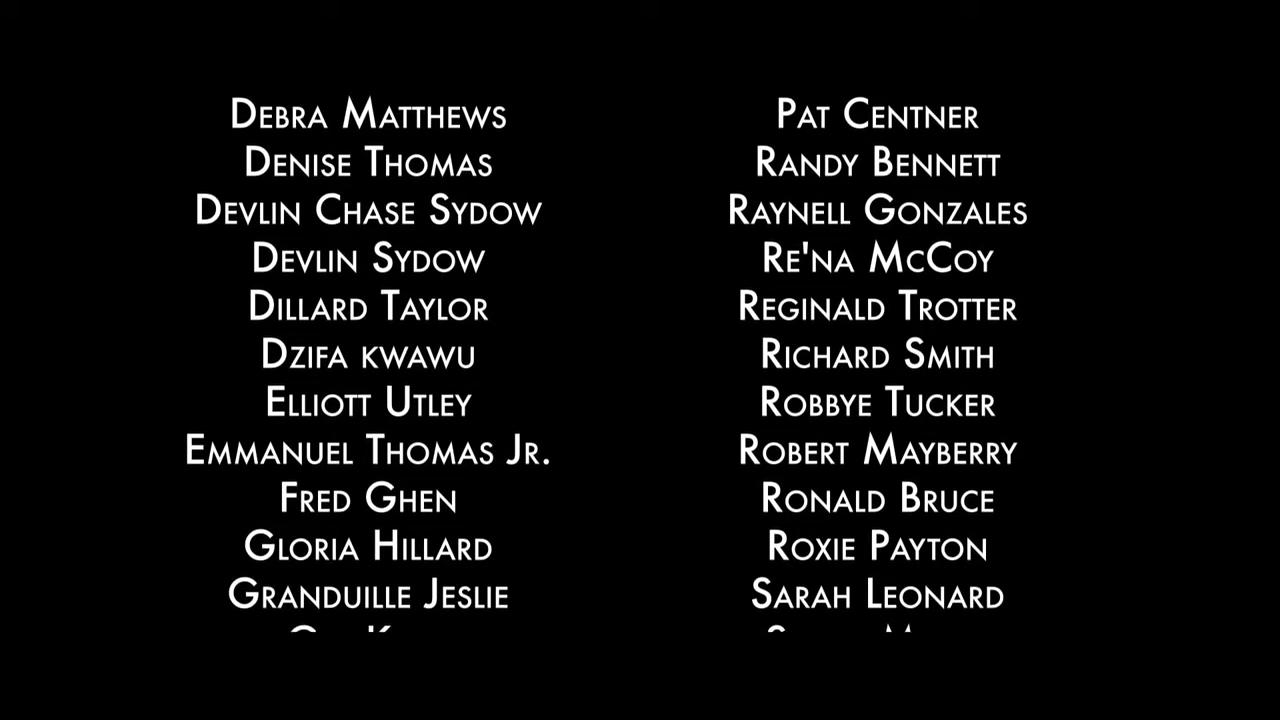 Debra Matthews
Denise Thomas
Devlin Chase Sydow
Devlin Sydow
Dillard Taylor
Dzifa kwawu
Elliott Utley
Emmanuel Thomas Jr.
Fred Ghen
Gloria Hillard
Granduille Jeslie
Pat Centner
Randy Bennett
Raynell Gonzales
Re'na McCoy
Reginald Trotter
Richard Smith
Robbye Tucker
Robert Mayberry
Ronald Bruce
Roxie Payton
Sarah Leonard